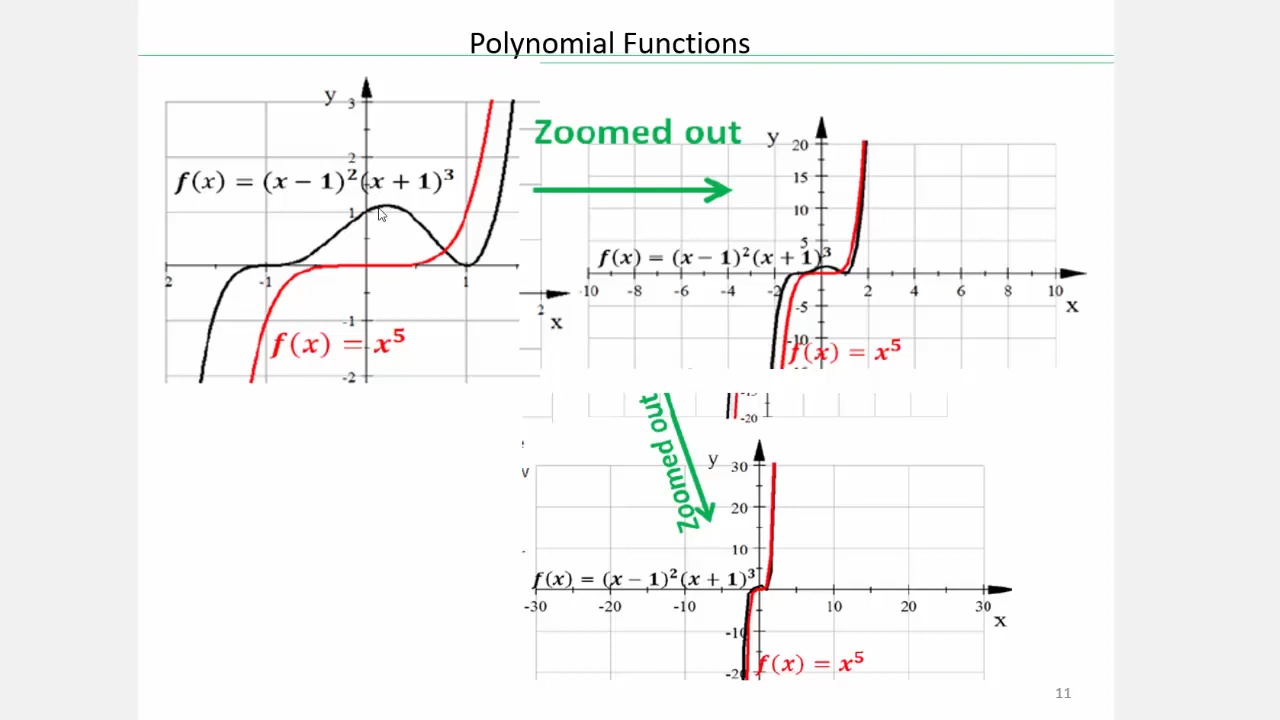 Polynomial Functions
y
3
2
f(x) = (x − 1)²(x + 1)³
1
2
-1
1
-1
2
x
f(x) = x⁵
-2
Zoomed out
y
20
15
10
5
f(x) = (x − 1)²(x + 1)³
-10 -8 -6 -4 -2 2 4 6 8 10
x
-5
-10
f(x) = x⁵
-20
Zoomed out
e
w
y
30
20
10
f(x) = (x − 1)²(x + 1)³
-30 -20 -10 10 20 30
x
-10
f(x) = x⁵
-20
11